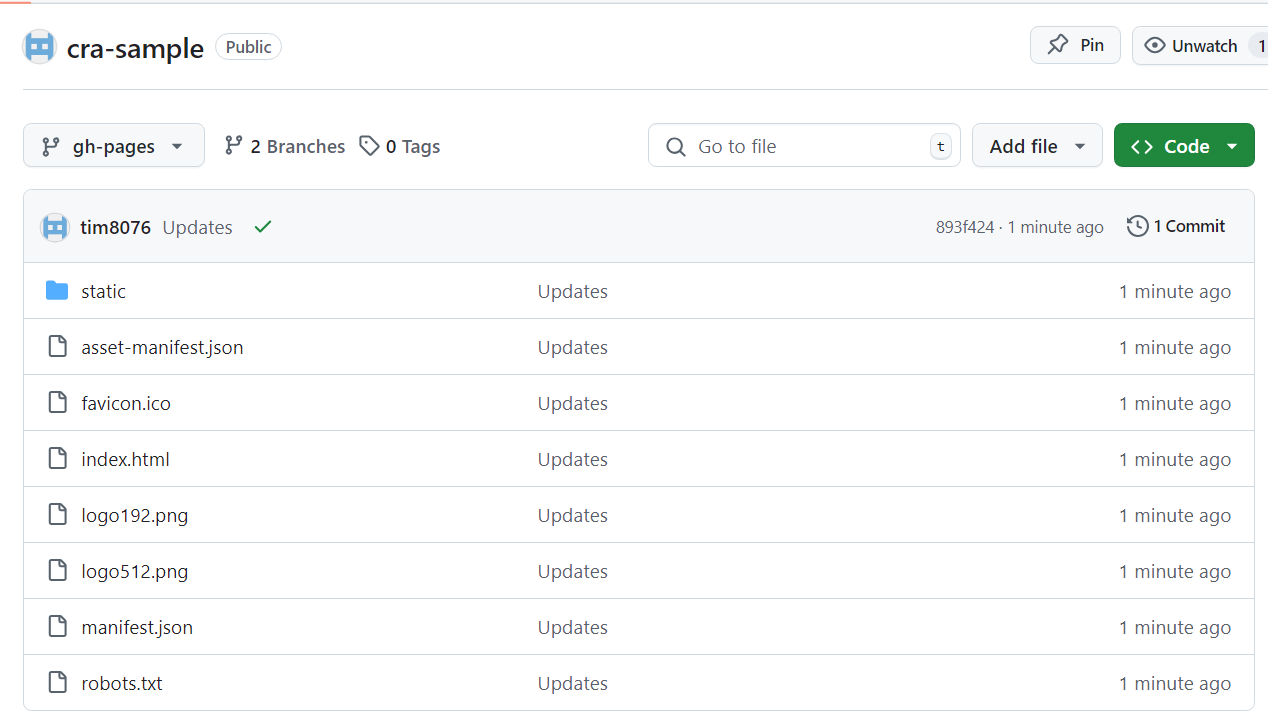 cra-sample Public Pin Unwatch 1
gh-pages 2 Branches 0 Tags Go to file t Add file Code
tim8076 Updates 893f424 · 1 minute ago 1 Commit
static Updates 1 minute ago
asset-manifest.json Updates 1 minute ago
favicon.ico Updates 1 minute ago
index.html Updates 1 minute ago
logo192.png Updates 1 minute ago
logo512.png Updates 1 minute ago
manifest.json Updates 1 minute ago
robots.txt Updates 1 minute ago